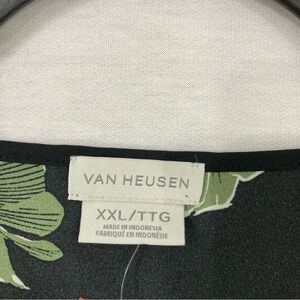 VAN HEUSEN
XXL/TTG
MADE IN INDONESIA
FABRIQUÉ EN INDONÉSIE